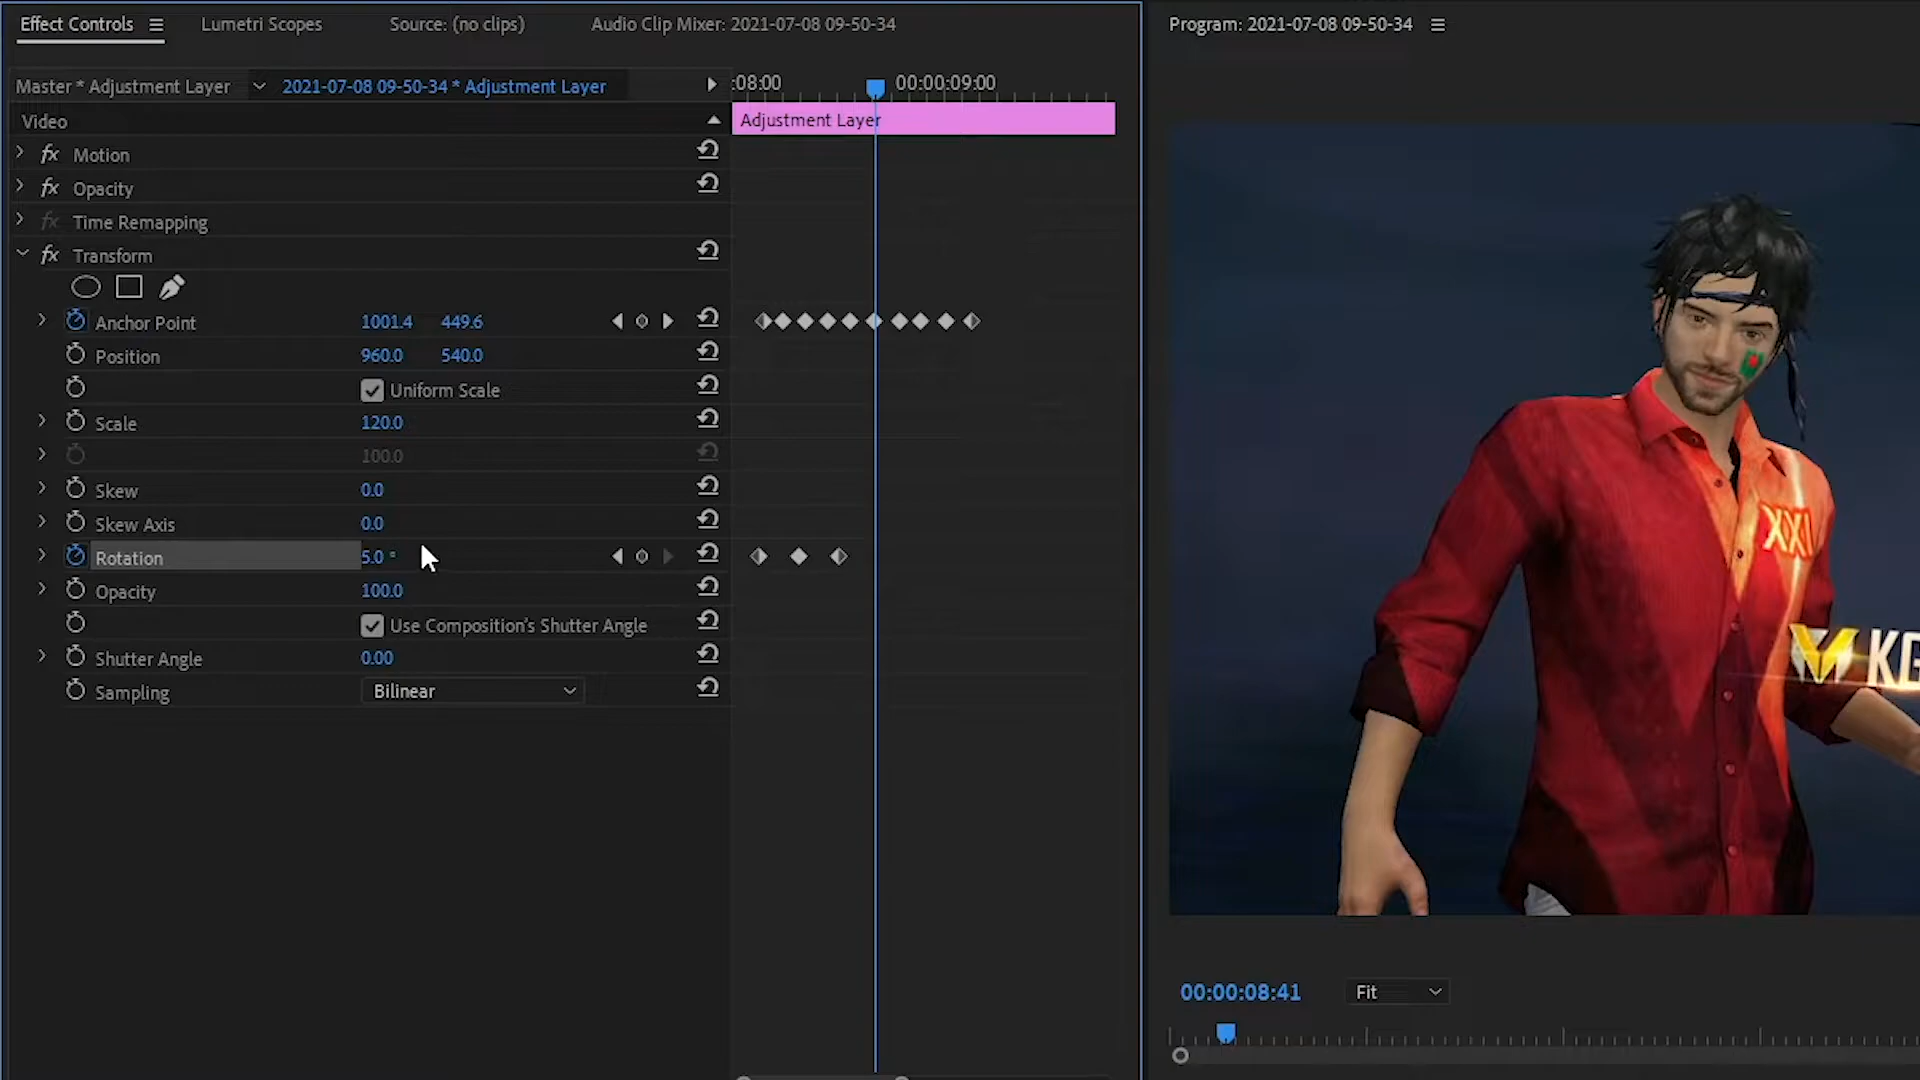 Effect Controls
Lumetri Scopes
Source: (no clips)
Audio Clip Mixer: 2021-07-08 09-50-34
Program: 2021-07-08 09-50-34
Master * Adjustment Layer
2021-07-08 09-50-34 * Adjustment Layer
:08:00
00:00:09:00
Video
Adjustment Layer
fx Motion
fx Opacity
fx Time Remapping
fx Transform
Anchor Point 1001.4 449.6
Position 960.0 540.0
Uniform Scale
Scale 120.0
100.0
Skew 0.0
Skew Axis 0.0
Rotation 5.0 °
Opacity 100.0
Use Composition's Shutter Angle
Shutter Angle 0.00
Sampling Bilinear
XXI
KG
00:00:08:41
Fit